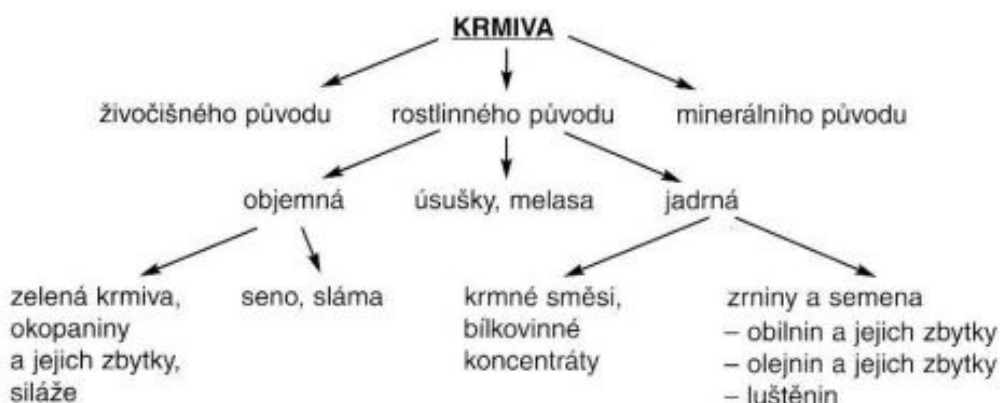 KRMIVA
živočišného původu
rostlinného původu
minerálního původu
objemná
úsušky, melasa
jadrná
zelená krmiva,
okopaniny
a jejich zbytky,
siláže
seno, sláma
krmné směsi,
bílkovinné
koncentráty
zrniny a semena
– obilnin a jejich zbytky
– olejnin a jejich zbytky
– luštěnin